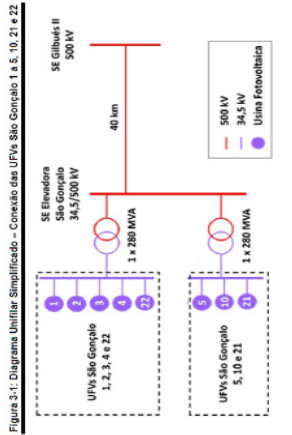 Figura 3-1: Diagrama Unifilar Simplificado – Conexão das UFVs São Gonçalo 1 a 5, 10, 21 e 22
SE Gilbués II
500 kV
40 km
SE Elevadora
São Gonçalo
34,5/500 kV
1 x 280 MVA
1 x 280 MVA
1
2
3
4
22
5
10
21
UFVs São Gonçalo
1, 2, 3, 4 e 22
UFVs São Gonçalo
5, 10 e 21
500 kV
34,5 kV
Usina Fotovoltaica